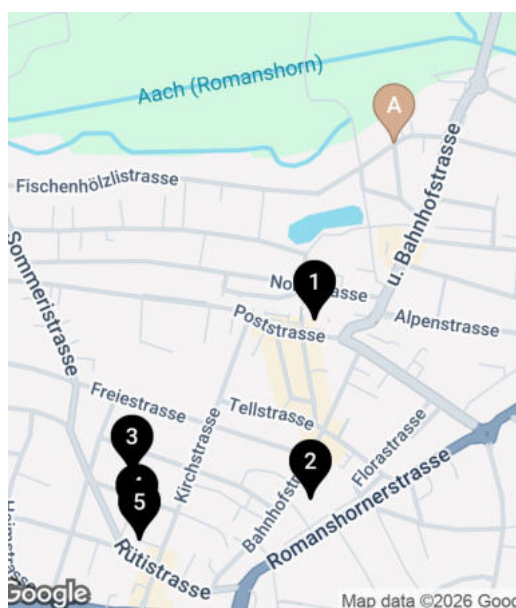 Aach (Romanshorn)
A
Fischenhölzlistrasse
u. Bahnhofstrasse
Sommeristrasse
1
Alpenstrasse
Poststrasse
Freiestrasse
Tellstrasse
3
Kirchstrasse
2
Florastrasse
5
Romanshornerstrasse
Rütistrasse
Google
Map data ©2026 Goo